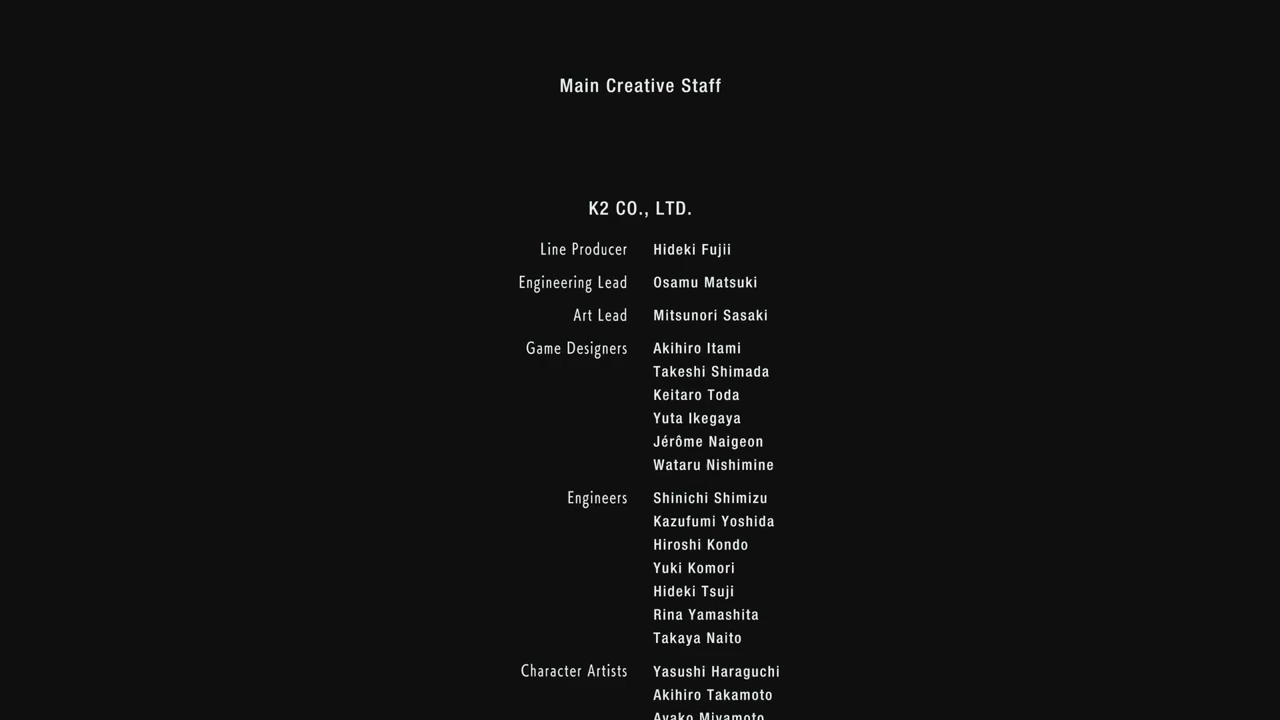 Main Creative Staff
K2 CO., LTD.
Line Producer Hideki Fujii
Engineering Lead Osamu Matsuki
Art Lead Mitsunori Sasaki
Game Designers Akihiro Itami
Takeshi Shimada
Keitaro Toda
Yuta Ikegaya
Jérôme Naigeon
Wataru Nishimine
Engineers Shinichi Shimizu
Kazufumi Yoshida
Hiroshi Kondo
Yuki Komori
Hideki Tsuji
Rina Yamashita
Takaya Naito
Character Artists Yasushi Haraguchi
Akihiro Takamoto
Ayako Miyamoto